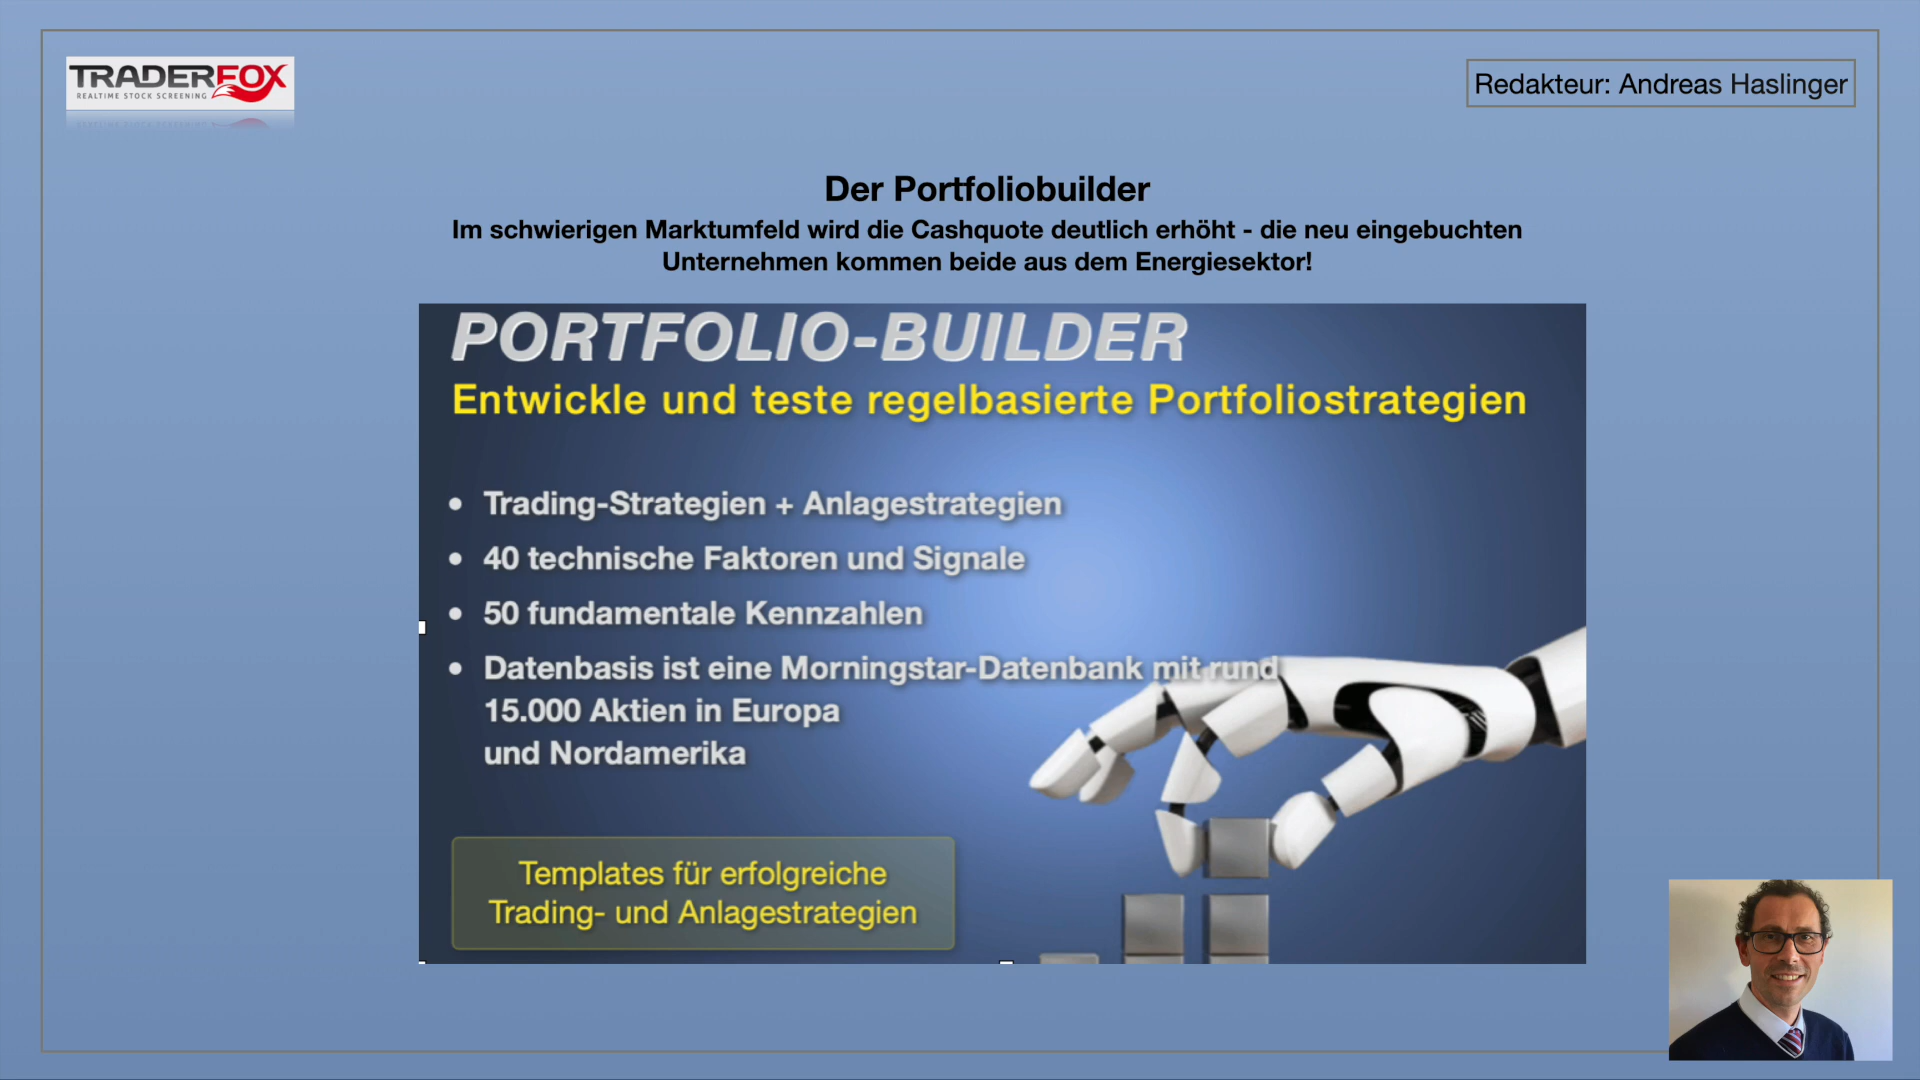 TRADERFOX
REALTIME STOCK SCREENING
Redakteur: Andreas Haslinger
Der Portfoliobuilder
Im schwierigen Marktumfeld wird die Cashquote deutlich erhöht - die neu eingebuchten
Unternehmen kommen beide aus dem Energiesektor!
PORTFOLIO-BUILDER
Entwickle und teste regelbasierte Portfoliostrategien
• Trading-Strategien + Anlagestrategien
• 40 technische Faktoren und Signale
• 50 fundamentale Kennzahlen
• Datenbasis ist eine Morningstar-Datenbank mit rund
15.000 Aktien in Europa
und Nordamerika
Templates für erfolgreiche
Trading- und Anlagestrategien